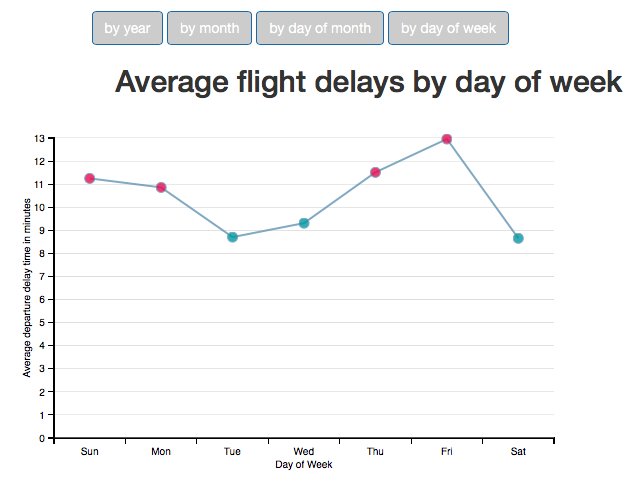 by year by month by day of month by day of week
Average flight delays by day of week
13
12
11
10
9
8
7
6
5
4
3
2
1
0
Average departure delay time in minutes
Sun Mon Tue Wed Thu Fri Sat
Day of Week